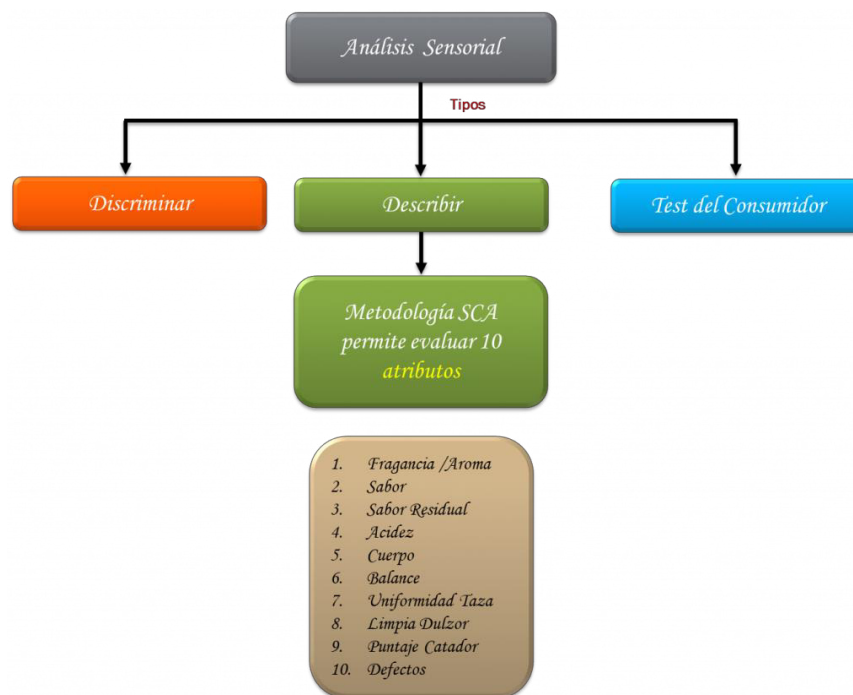 Análisis Sensorial
Tipos
Discriminar
Describir
Test del Consumidor
Metodología SCA
permite evaluar 10
atributos
1. Fragancia /Aroma
2. Sabor
3. Sabor Residual
4. Acidez
5. Cuerpo
6. Balance
7. Uniformidad Taza
8. Limpia Dulzor
9. Puntaje Catador
10. Defectos